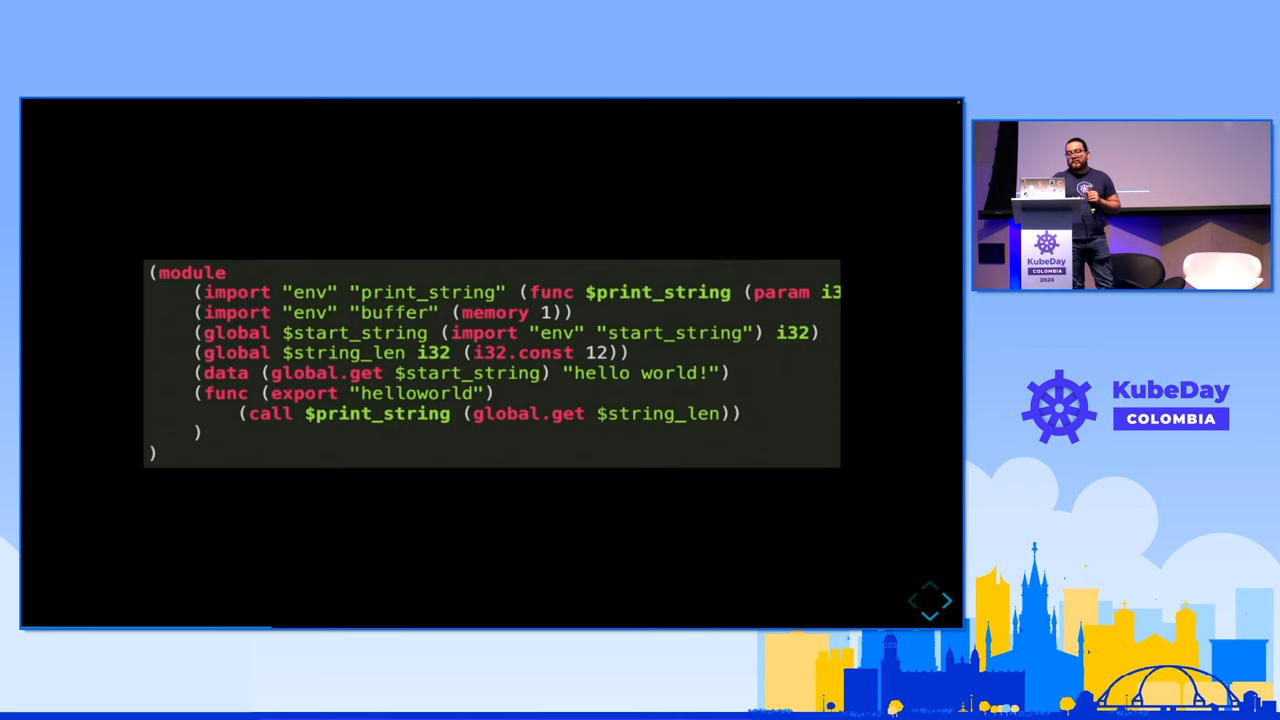 (module
    (import "env" "print_string" (func $print_string (param i3
    (import "env" "buffer" (memory 1))
    (global $start_string (import "env" "start_string") i32)
    (global $string_len i32 (i32.const 12))
    (data (global.get $start_string) "hello world!")
    (func (export "helloworld")
        (call $print_string (global.get $string_len))
    )
)
KubeDay
COLOMBIA
2024
KubeDay
COLOMBIA